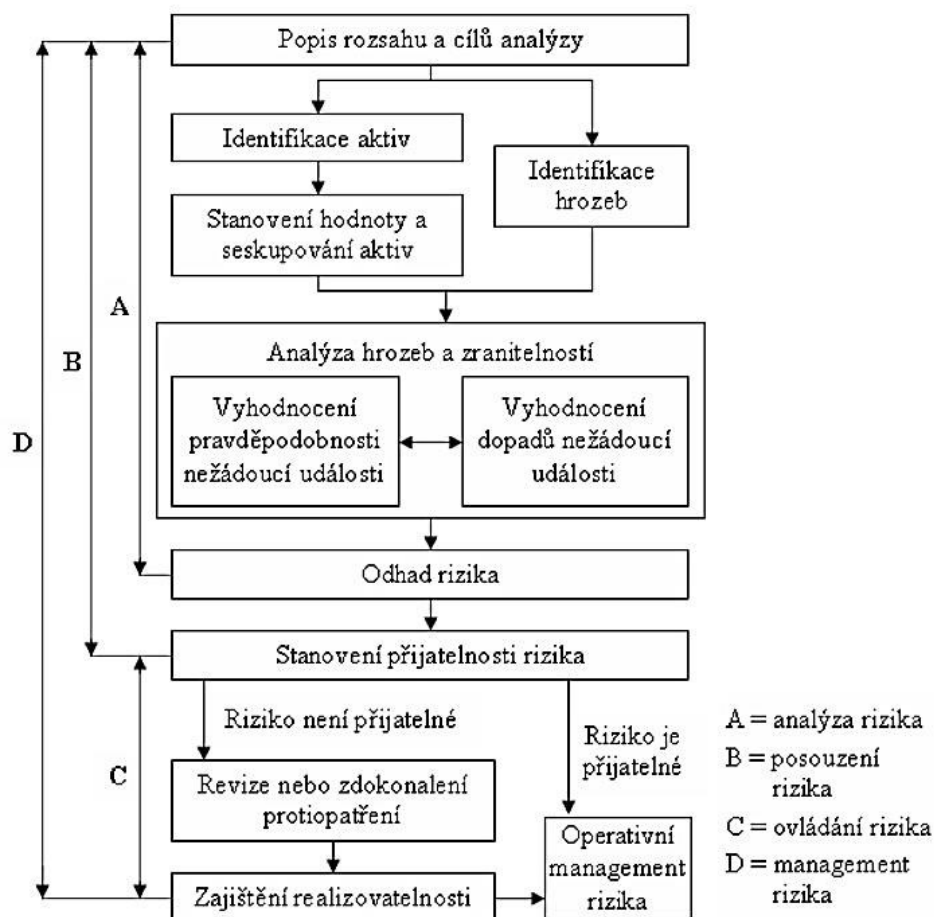 Popis rozsahu a cílů analýzy
Identifikace aktiv
Identifikace
hrozeb
Stanovení hodnoty a
seskupování aktiv
A
B
D
Analýza hrozeb a zranitelností
Vyhodnocení
pravděpodobnosti
nežádoucí události
Vyhodnocení
dopadů nežádoucí
události
Odhad rizika
Stanovení přijatelnosti rizika
Riziko není přijatelné
Riziko je
přijatelné
C
Revize nebo zdokonalení
protiopatření
Operativní
management
rizika
Zajištění realizovatelnosti
A = analýza rizika
B = posouzení
rizika
C = ovládání rizika
D = management
rizika